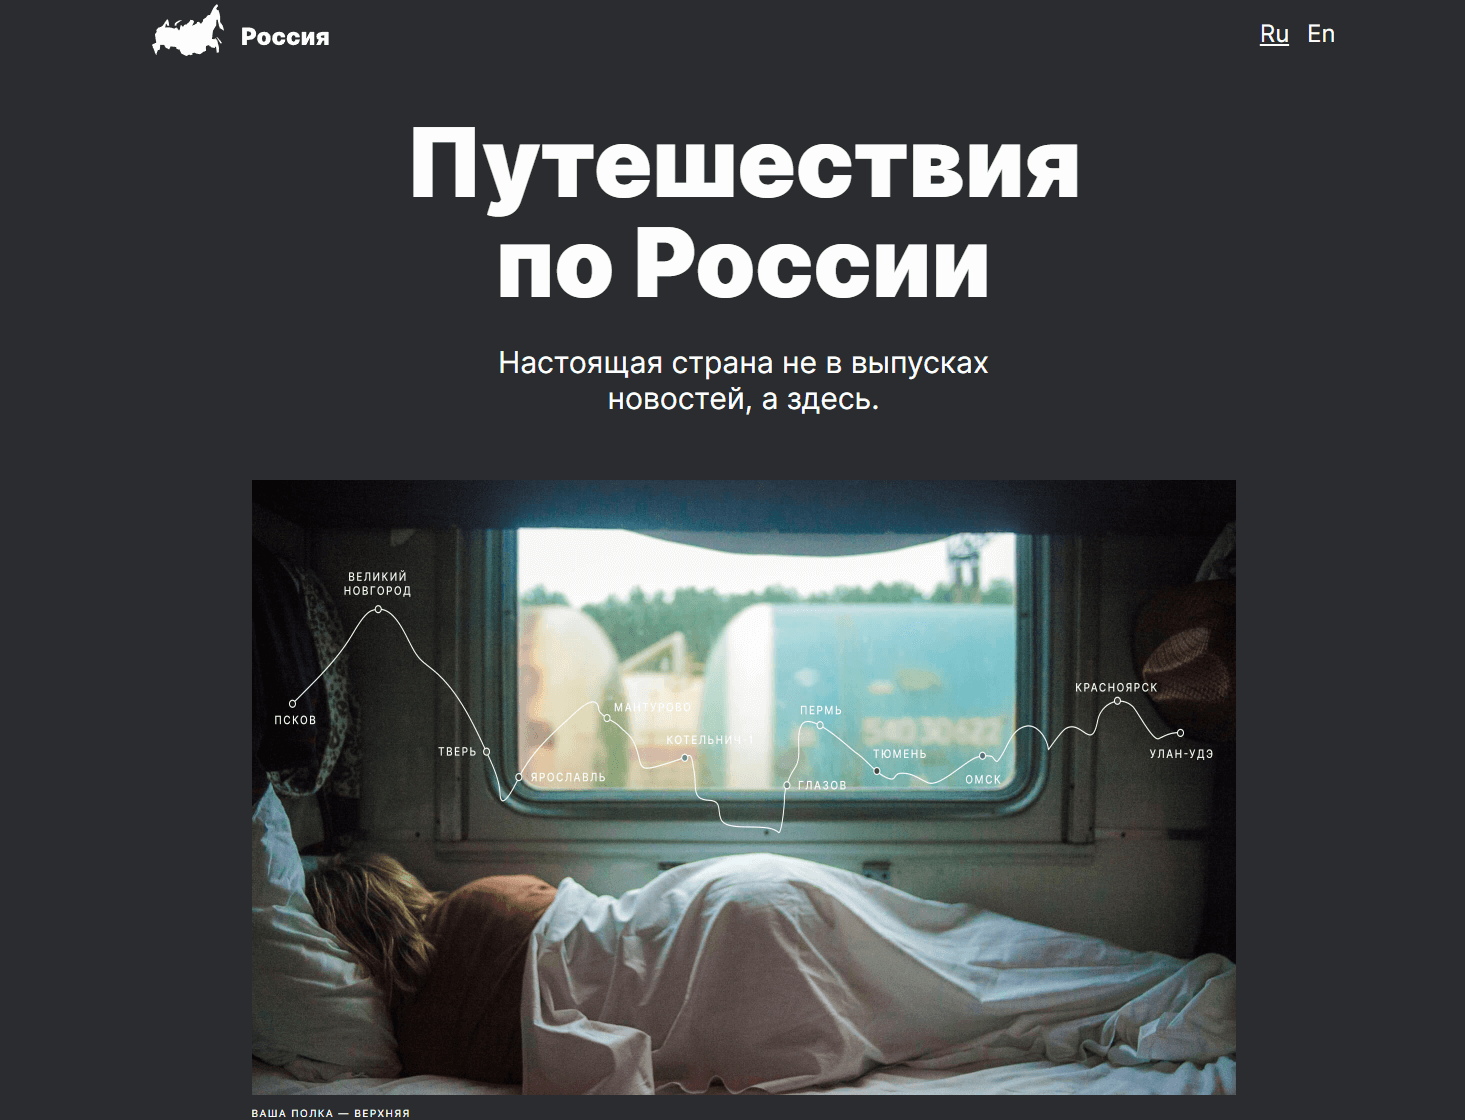 Россия
Ru En
Путешествия
по России
Настоящая страна не в выпусках
новостей, а здесь.
ВЕЛИКИЙ
НОВГОРОД
ПСКОВ
ТВЕРЬ
ЯРОСЛАВЛЬ
МАНТУРОВО
КОТЕЛЬНИЧ-1
ПЕРМЬ
ГЛАЗОВ
ТЮМЕНЬ
ОМСК
КРАСНОЯРСК
УЛАН-УДЭ
54030622
ВАША ПОЛКА — ВЕРХНЯЯ